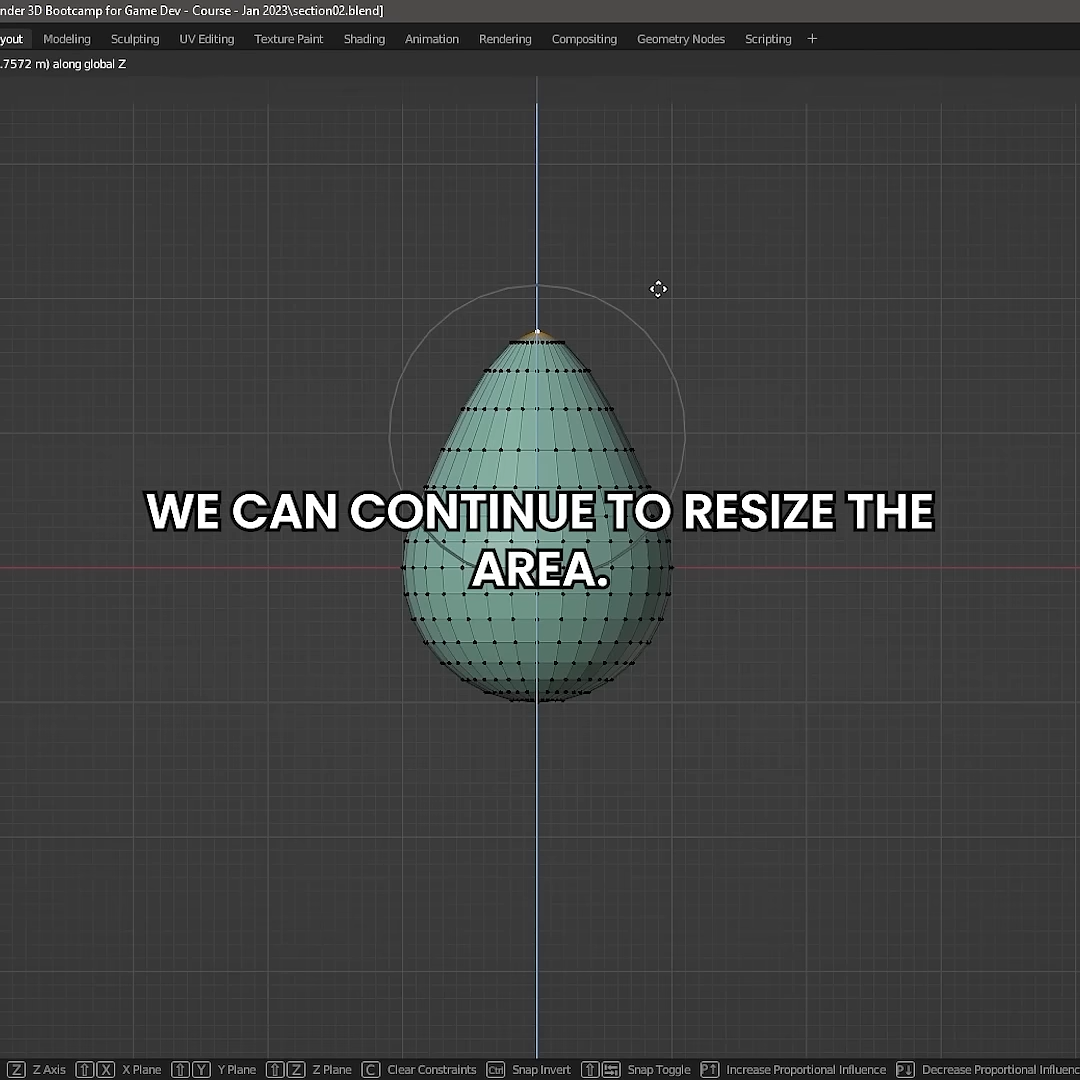 nder 3D Bootcamp for Game Dev - Course - Jan 2023\section02.blend]
yout Modeling Sculpting UV Editing Texture Paint Shading Animation Rendering Compositing Geometry Nodes Scripting +
.7572 m) along global Z
WE CAN CONTINUE TO RESIZE THE
AREA.
Z Z Axis ⇧ X X Plane ⇧ Y Y Plane ⇧ Z Z Plane C Clear Constraints Ctrl Snap Invert ⇧ ↹ Snap Toggle P↑ Increase Proportional Influence P↓ Decrease Proportional Influenc